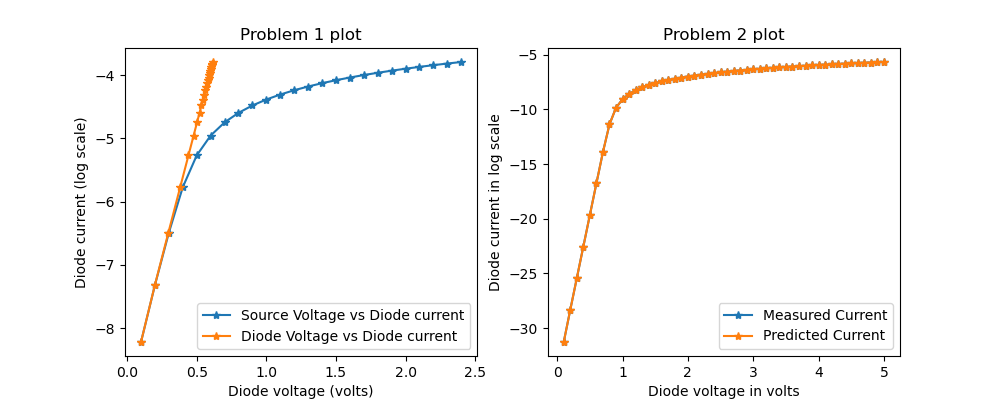 Problem 1 plot
Diode current (log scale)
−4
−5
−6
−7
−8
0.0 0.5 1.0 1.5 2.0 2.5
Diode voltage (volts)
Source Voltage vs Diode current
Diode Voltage vs Diode current
Problem 2 plot
Diode current in log scale
−5
−10
−15
−20
−25
−30
0 1 2 3 4 5
Diode voltage in volts
Measured Current
Predicted Current